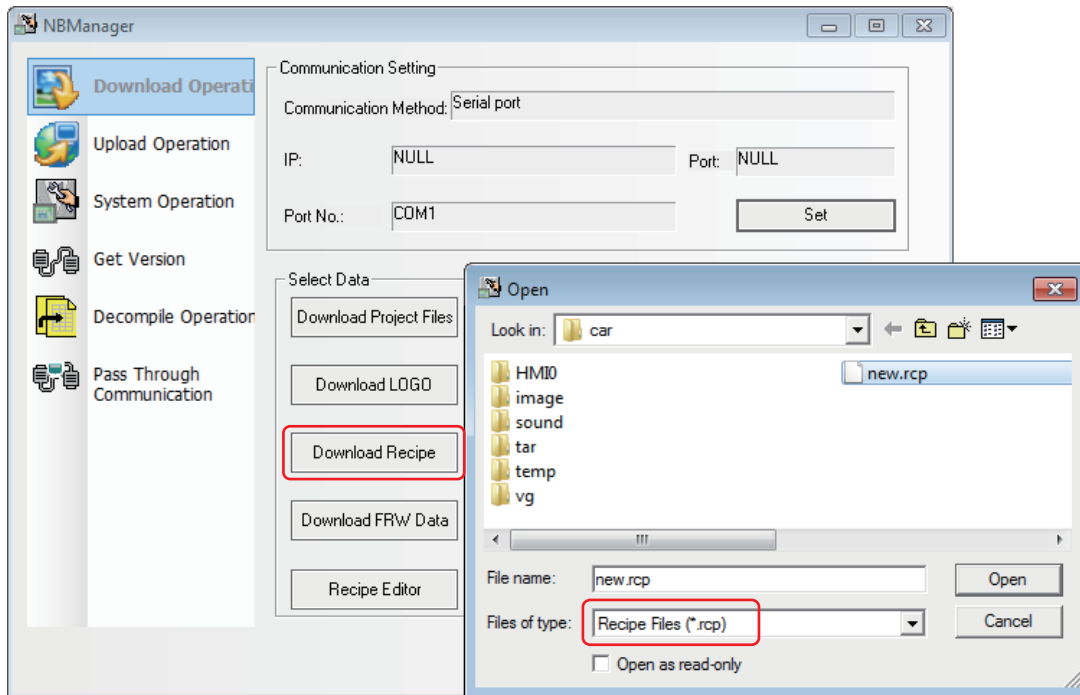 NBManager
Download Operati
Upload Operation
System Operation
Get Version
Decompile Operation
Pass Through
Communication
Communication Setting
Communication Method: Serial port
IP: NULL Port: NULL
Port No.: COM1 Set
Select Data
Download Project Files
Download LOGO
Download Recipe
Download FRW Data
Recipe Editor
Open
Look in: car
HMI0
image
sound
tar
temp
vg
new.rcp
File name: new.rcp Open
Files of type: Recipe Files (*.rcp) Cancel
Open as read-only